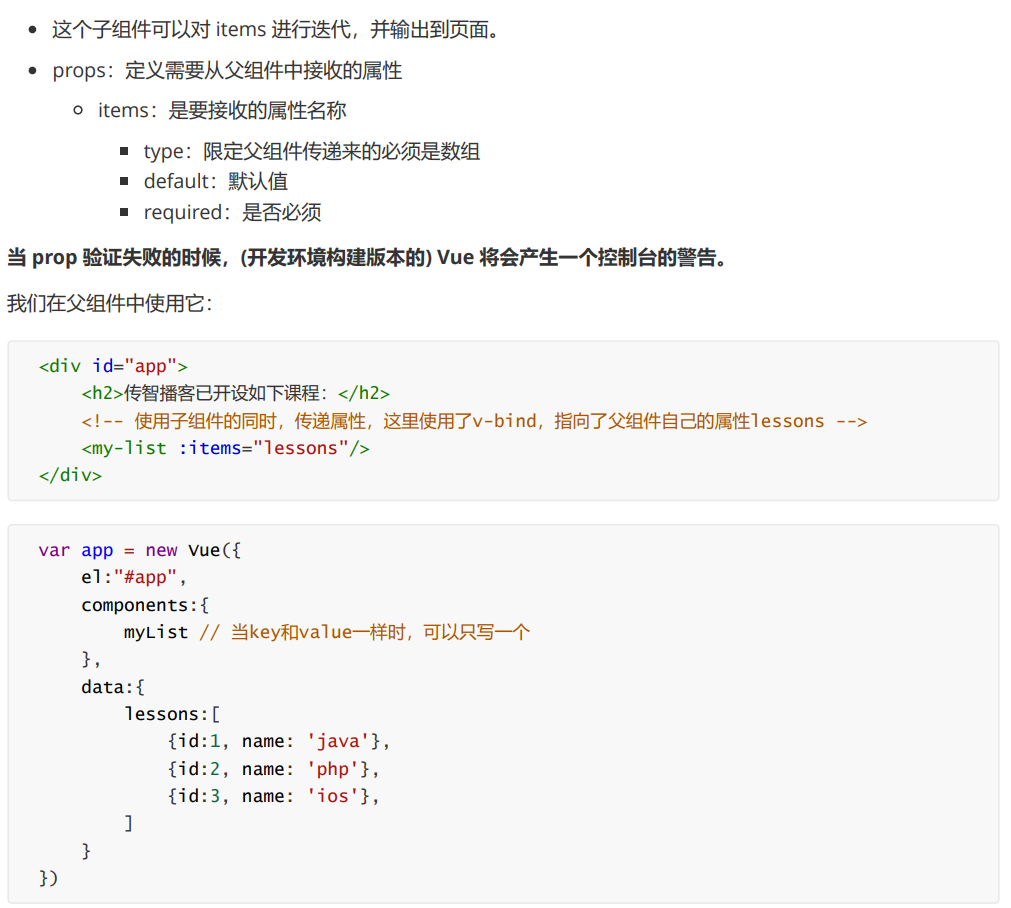 这个子组件可以对 items 进行迭代，并输出到页面。
props：定义需要从父组件中接收的属性
items：是要接收的属性名称
type：限定父组件传递来的必须是数组
default：默认值
required：是否必须
当 prop 验证失败的时候，(开发环境构建版本的) Vue 将会产生一个控制台的警告。
我们在父组件中使用它：
<div id="app">
    <h2>传智播客已开设如下课程：</h2>
    <!-- 使用子组件的同时，传递属性，这里使用了v-bind，指向了父组件自己的属性lessons -->
    <my-list :items="lessons"/>
</div>
var app = new Vue({
    el:"#app",
    components:{
        myList // 当key和value一样时，可以只写一个
    },
    data:{
        lessons:[
            {id:1, name: 'java'},
            {id:2, name: 'php'},
            {id:3, name: 'ios'},
        ]
    }
})